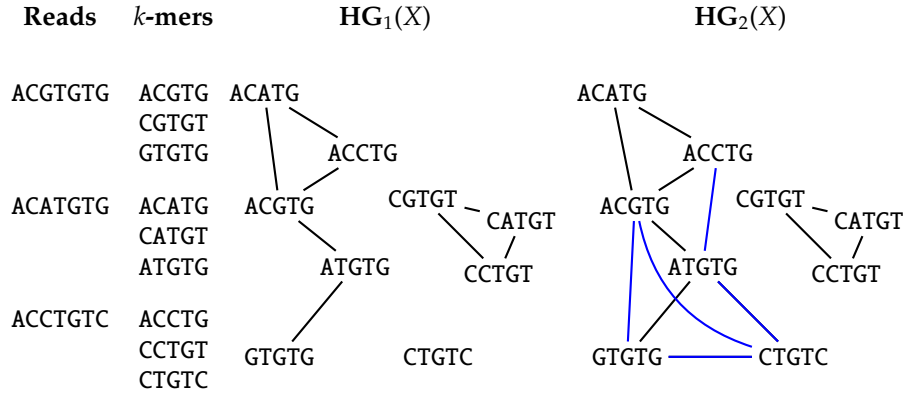 Reads k-mers HG₁(X) HG₂(X)
ACGTGTG ACGTG ACATG ACATG
CGTGT
GTGTG ACCTG ACCTG
ACATGTG ACATG ACGTG CGTGT ACGTG CGTGT
CATGT CATGT CATGT
ATGTG ATGTG CCTGT ATGTG CCTGT
ACCTGTC ACCTG
CCTGT GTGTG CTGTC GTGTG CTGTC
CTGTC